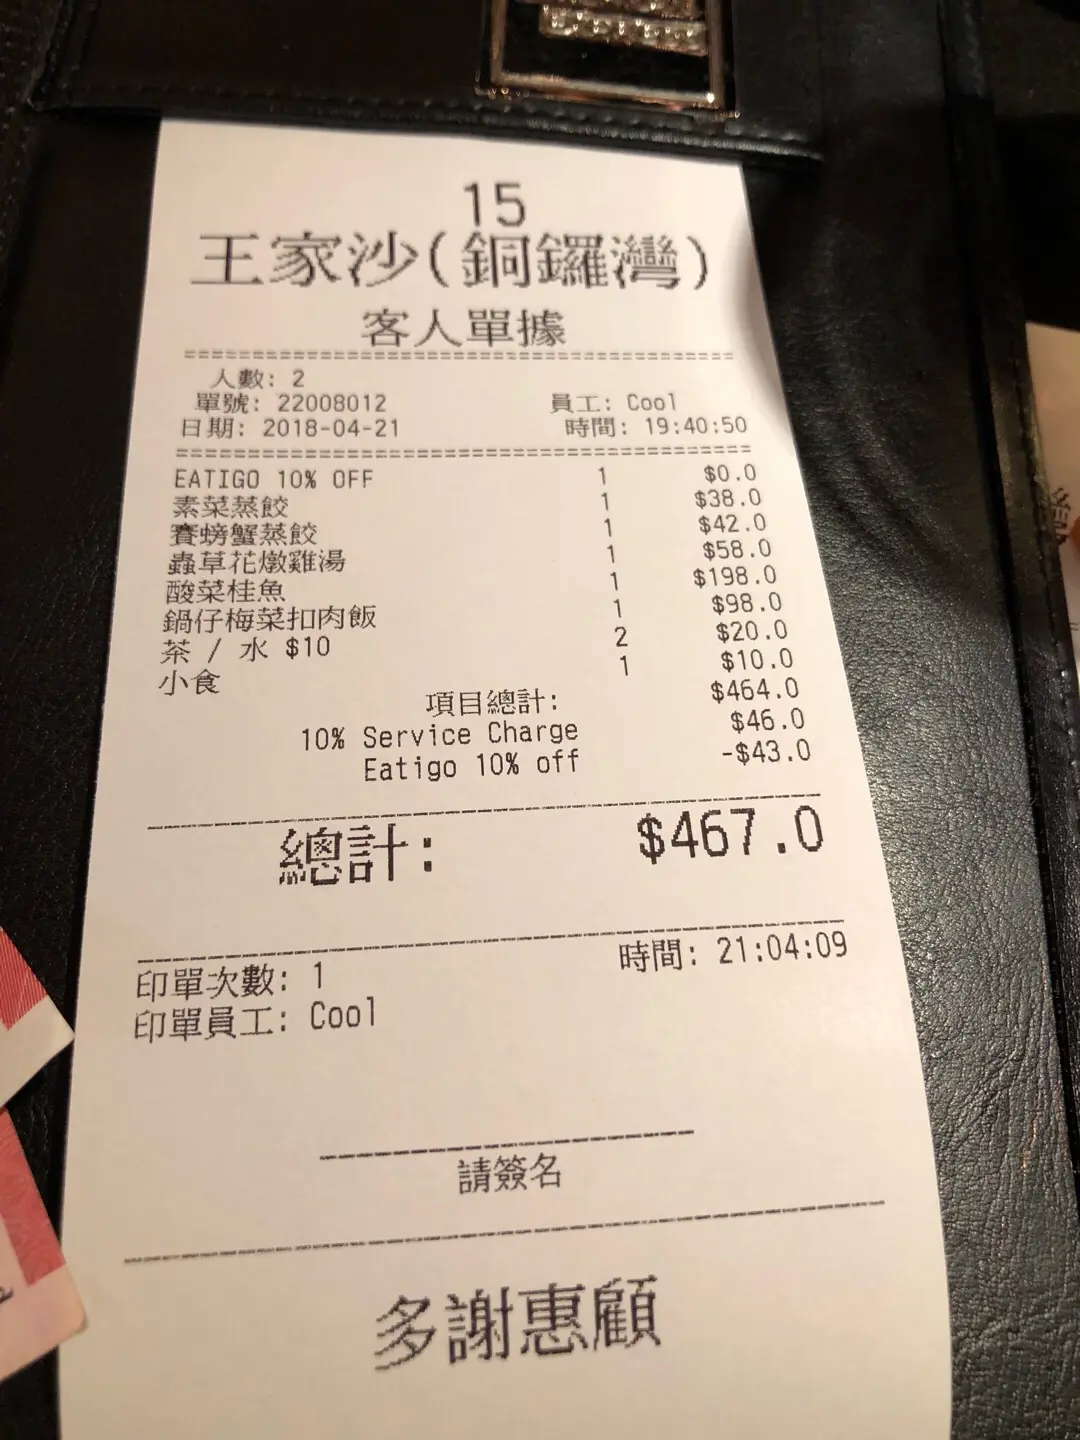 15
王家沙(銅鑼灣)
客人單據
人數: 2
單號: 22008012 員工: Cool
日期: 2018-04-21 時間: 19:40:50
EATIGO 10% OFF 1 $0.0
素菜蒸餃 1 $38.0
賽螃蟹蒸餃 1 $42.0
蟲草花燉雞湯 1 $58.0
酸菜桂魚 1 $198.0
鍋仔梅菜扣肉飯 1 $98.0
茶 / 水 $10 2 $20.0
小食 1 $10.0
項目總計: $464.0
10% Service Charge $46.0
Eatigo 10% off -$43.0
總計: $467.0
印單次數: 1 時間: 21:04:09
印單員工: Cool
請簽名
多謝惠顧